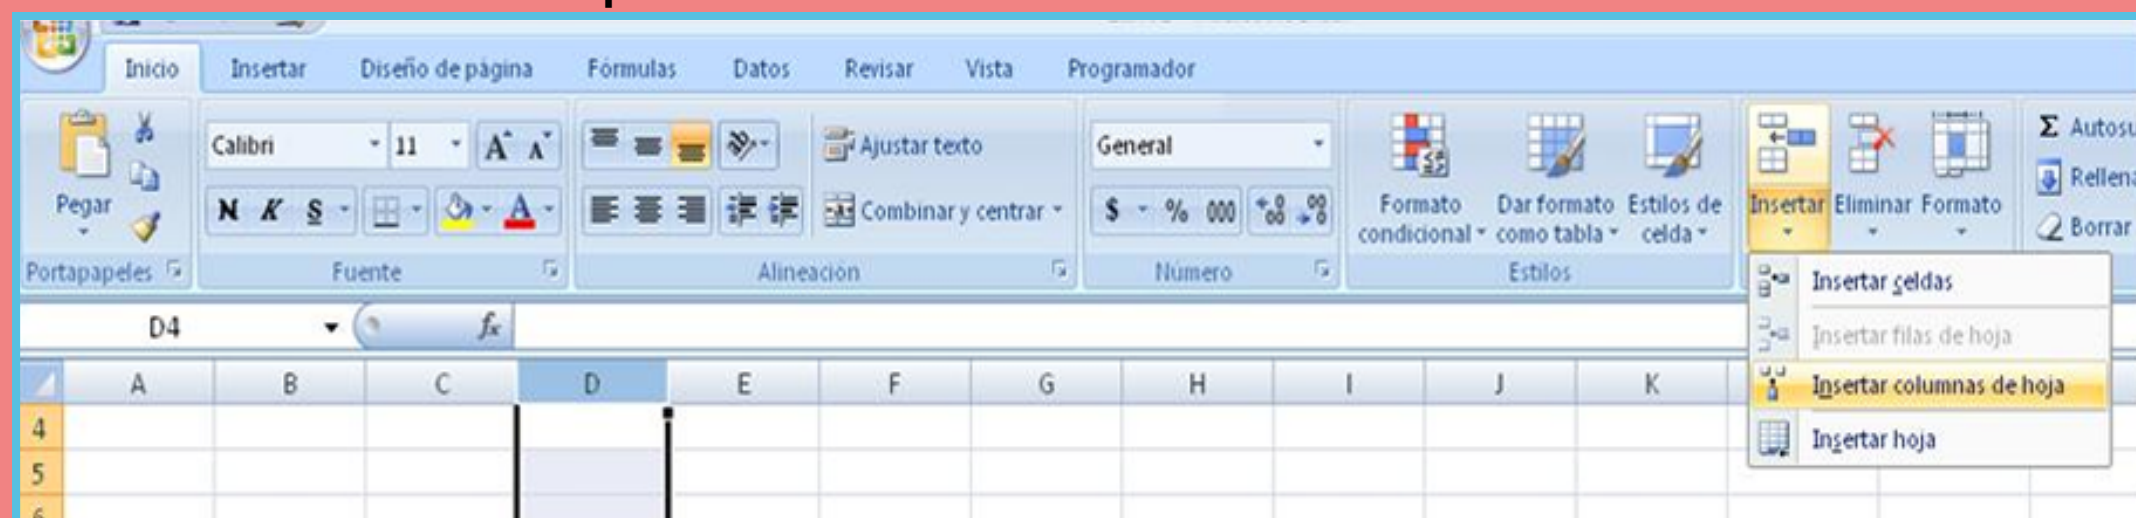 Inicio Insertar Diseño de página Fórmulas Datos Revisar Vista Programador
Calibri 11 A A Ajustar texto General Σ
Pegar N K S A Combinar y centrar $ % 000 Formato condicional Dar formato como tabla Estilos de celda Insertar Eliminar Formato Borrar
Portapapeles Fuente Alineación Número Estilos
Insertar celdas
Insertar filas de hoja
Insertar columnas de hoja
Insertar hoja
D4 fx
A B C D E F G H I J K
4
5